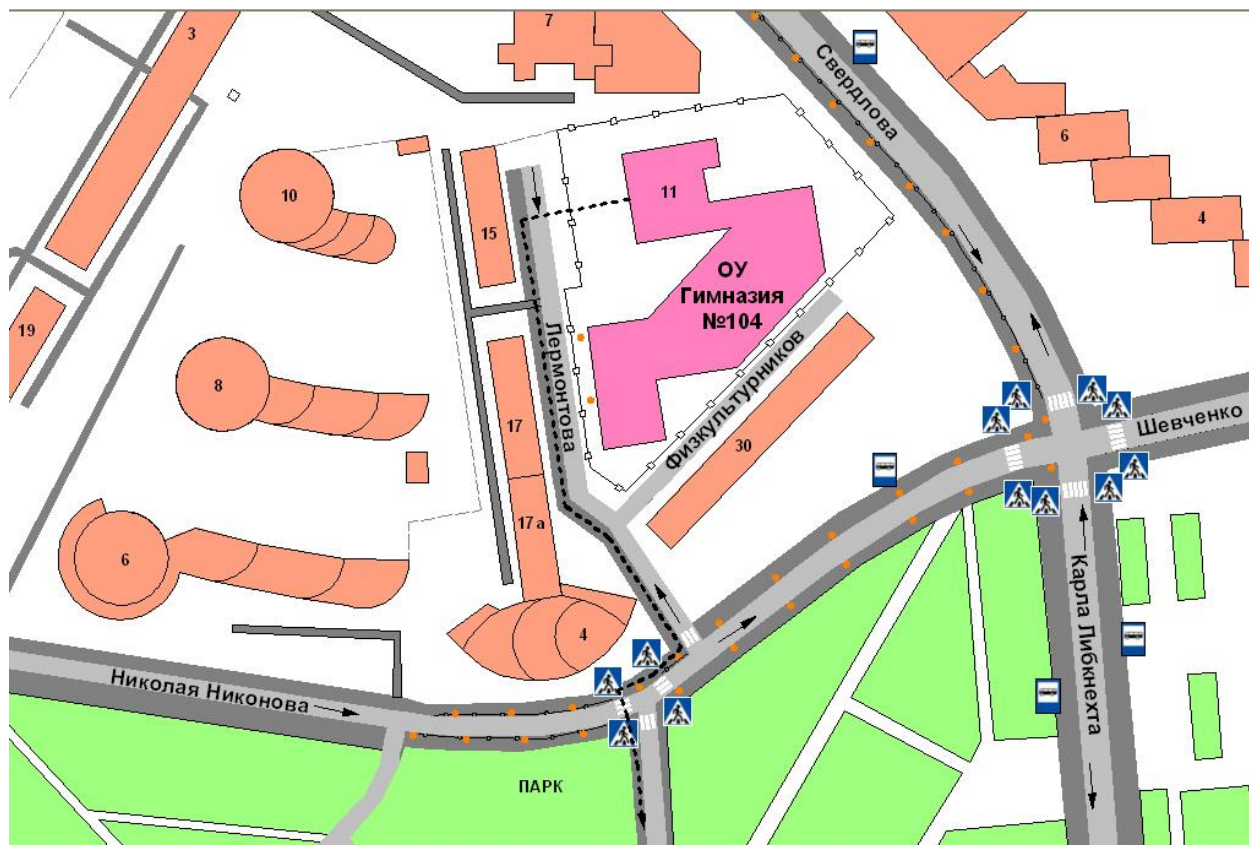 3
7
Свердлова
6
10
11
15
4
ОУ
Гимназия
№104
19
Лермонтова
8
17
Физкультурников
30
Шевченко
17а
6
4
Карла Либкнехта
Николая Никонова
ПАРК